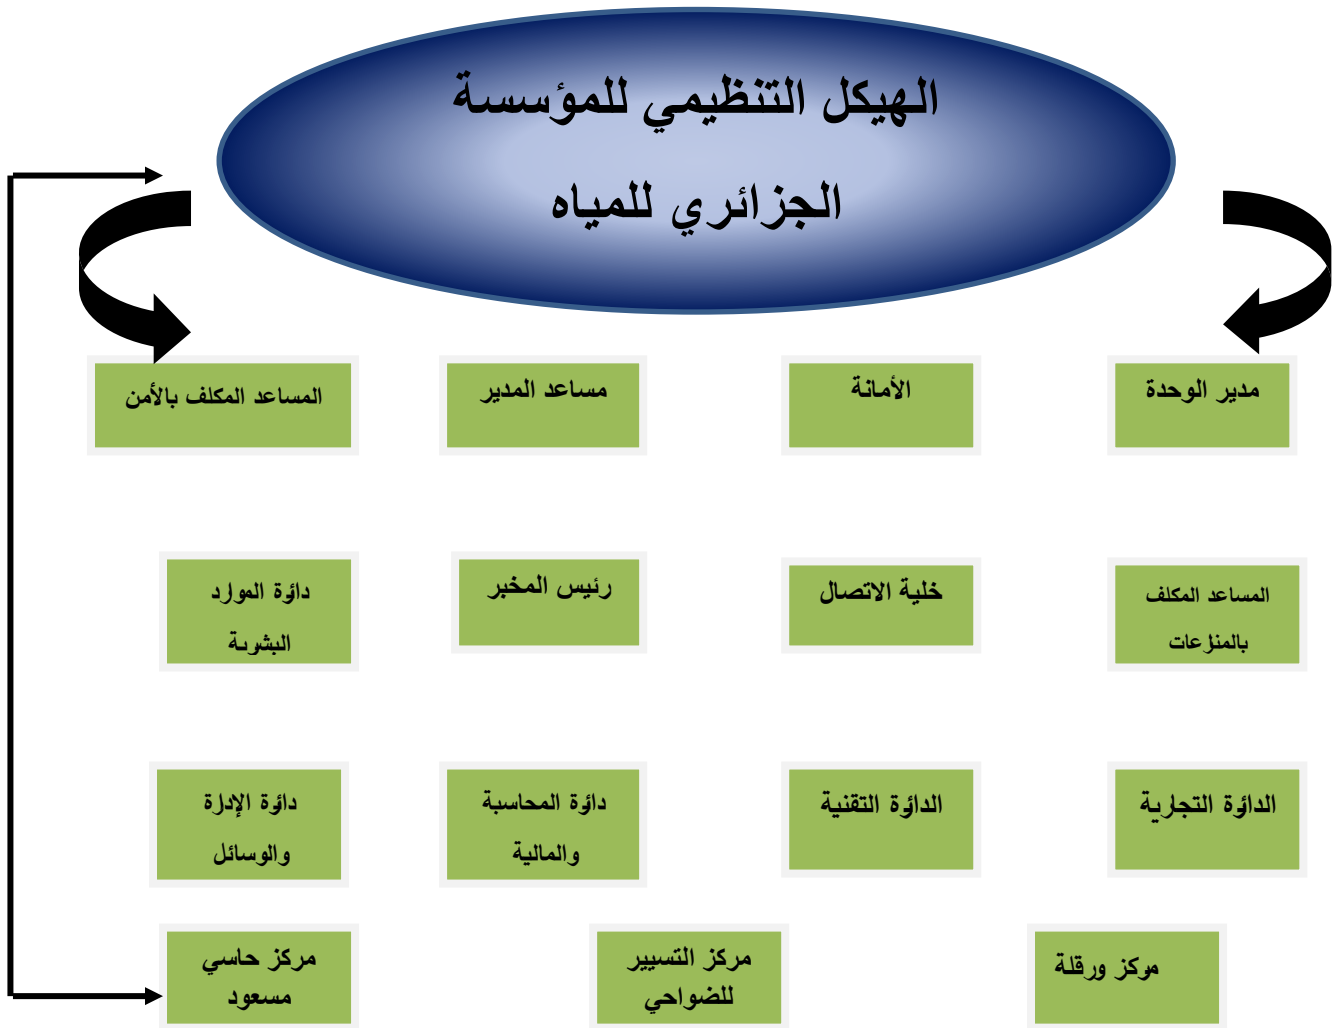 الهيكل التنظيمي للمؤسسة
الجزائري للمياه
مدير الوحدة
الأمانة
مساعد المدير
المساعد المكلف بالأمن
المساعد المكلف
بالمنازعات
خلية الاتصال
رئيس المخبر
دائرة الموارد
البشرية
الدائرة التجارية
الدائرة التقنية
دائرة المحاسبة
والمالية
دائرة الإدارة
والوسائل
مركز ورقلة
مركز التسيير
للضواحي
مركز حاسي
مسعود